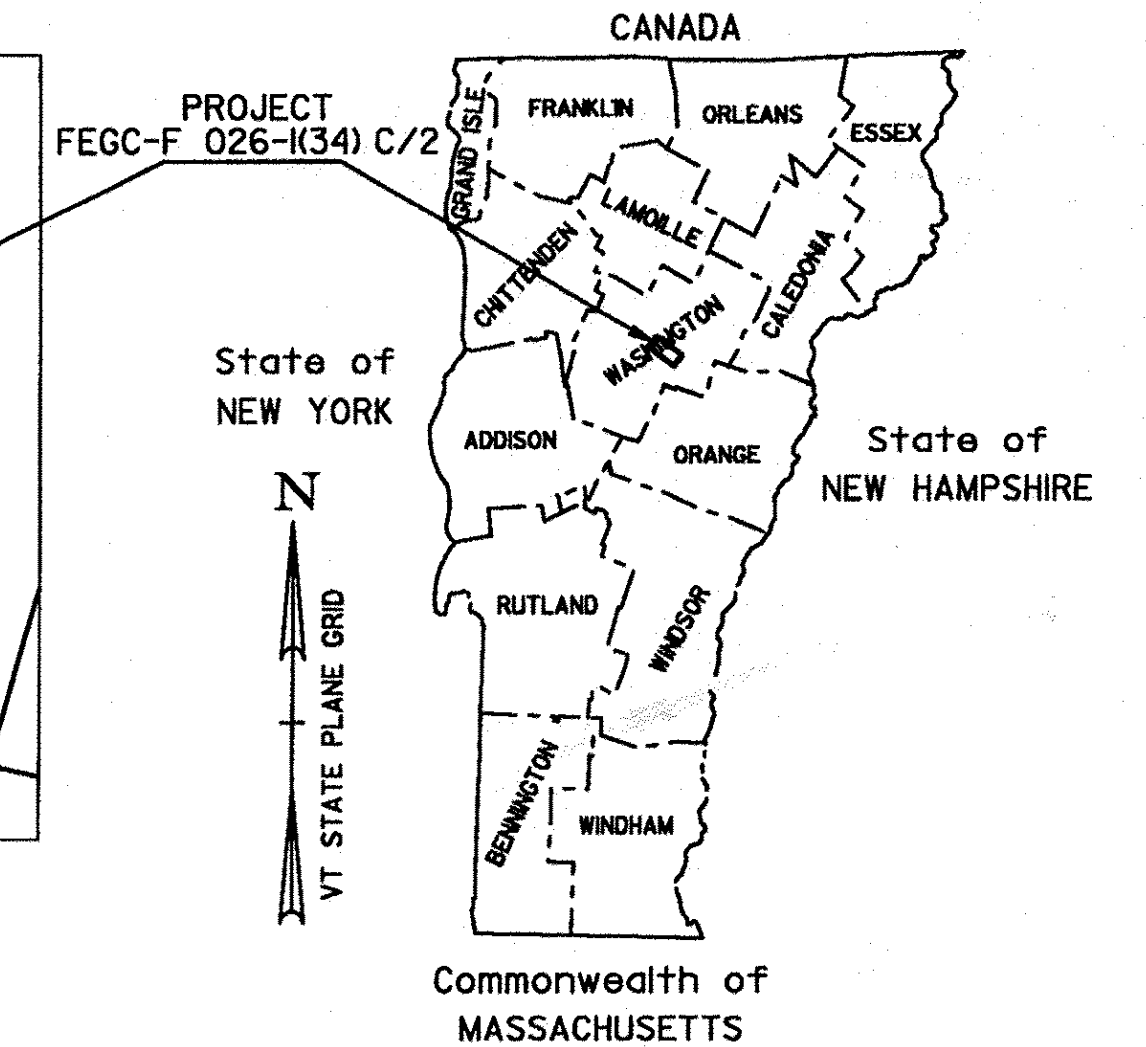 CANADA
PROJECT
FEGC-F 026-1(34) C/2
GRAND ISLE
FRANKLIN
ORLEANS
ESSEX
LAMOILLE
CHITTENDEN
CALEDONIA
WASHINGTON
State of
NEW YORK
ADDISON
ORANGE
State of
NEW HAMPSHIRE
N
VT STATE PLANE GRID
RUTLAND
WINDSOR
BENNINGTON
WINDHAM
Commonwealth of
MASSACHUSETTS